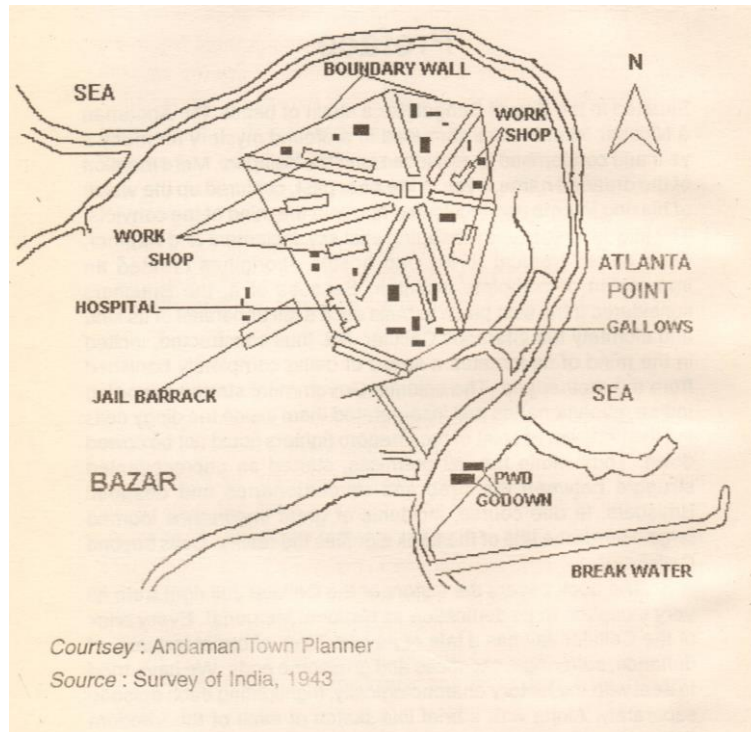 BOUNDARY WALL
N
SEA
WORK
SHOP
WORK
SHOP
ATLANTA
POINT
HOSPITAL
GALLOWS
JAIL BARRACK
SEA
BAZAR
PWD
GODOWN
BREAK WATER
Courtsey : Andaman Town Planner
Source : Survey of India, 1943